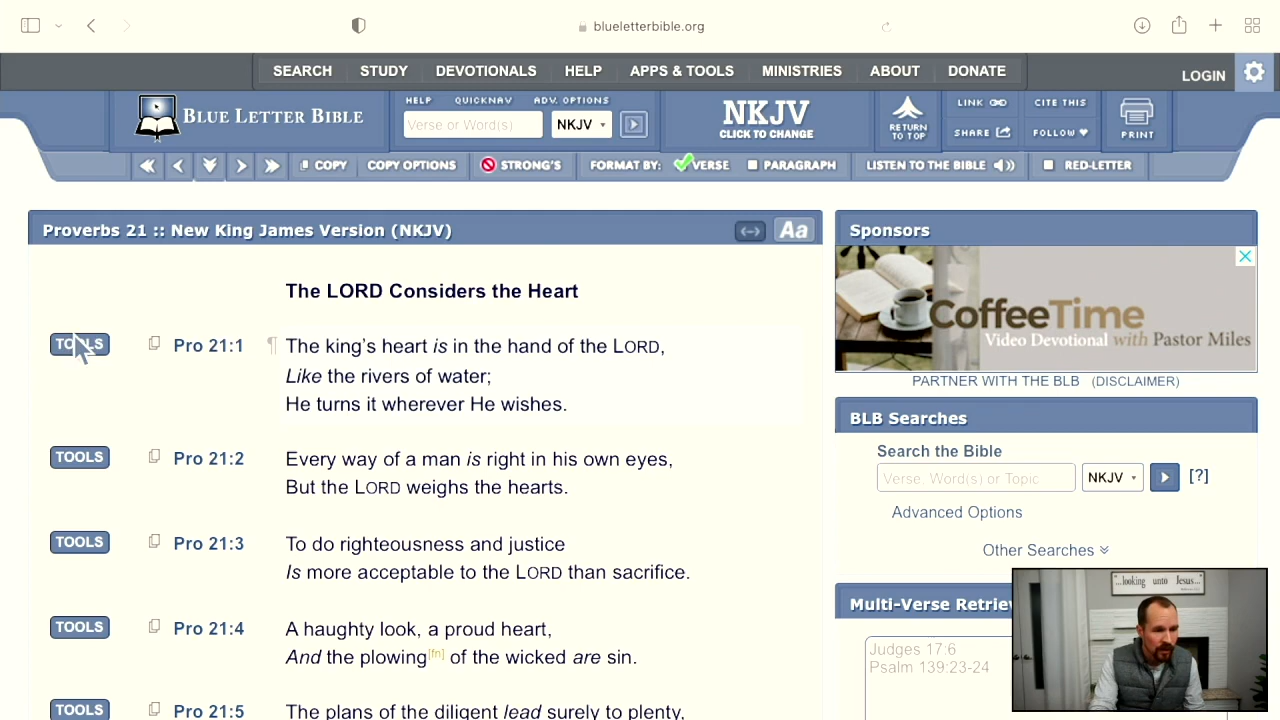 blueletterbible.org
SEARCH STUDY DEVOTIONALS HELP APPS & TOOLS MINISTRIES ABOUT DONATE
LOGIN
BLUE LETTER BIBLE
HELP QUICKNAV ADV. OPTIONS
Verse or Word(s) NKJV
NKJV
CLICK TO CHANGE
RETURN
TO TOP
LINK CITE THIS
SHARE FOLLOW
PRINT
COPY COPY OPTIONS STRONG'S FORMAT BY: VERSE PARAGRAPH LISTEN TO THE BIBLE RED-LETTER
Proverbs 21 :: New King James Version (NKJV) Aa
The LORD Considers the Heart
TOOLS Pro 21:1 ¶ The king's heart is in the hand of the LORD,
Like the rivers of water;
He turns it wherever He wishes.
TOOLS Pro 21:2 Every way of a man is right in his own eyes,
But the LORD weighs the hearts.
TOOLS Pro 21:3 To do righteousness and justice
Is more acceptable to the LORD than sacrifice.
TOOLS Pro 21:4 A haughty look, a proud heart,
And the plowing[fn] of the wicked are sin.
TOOLS Pro 21:5 The plans of the diligent lead surely to plenty,
Sponsors
CoffeeTime
Video Devotional with Pastor Miles
PARTNER WITH THE BLB (DISCLAIMER)
BLB Searches
Search the Bible
Verse, Word(s) or Topic NKJV [?]
Advanced Options
Other Searches
Multi-Verse Retrie
Judges 17:6
Psalm 139:23-24
...looking unto Jesus...